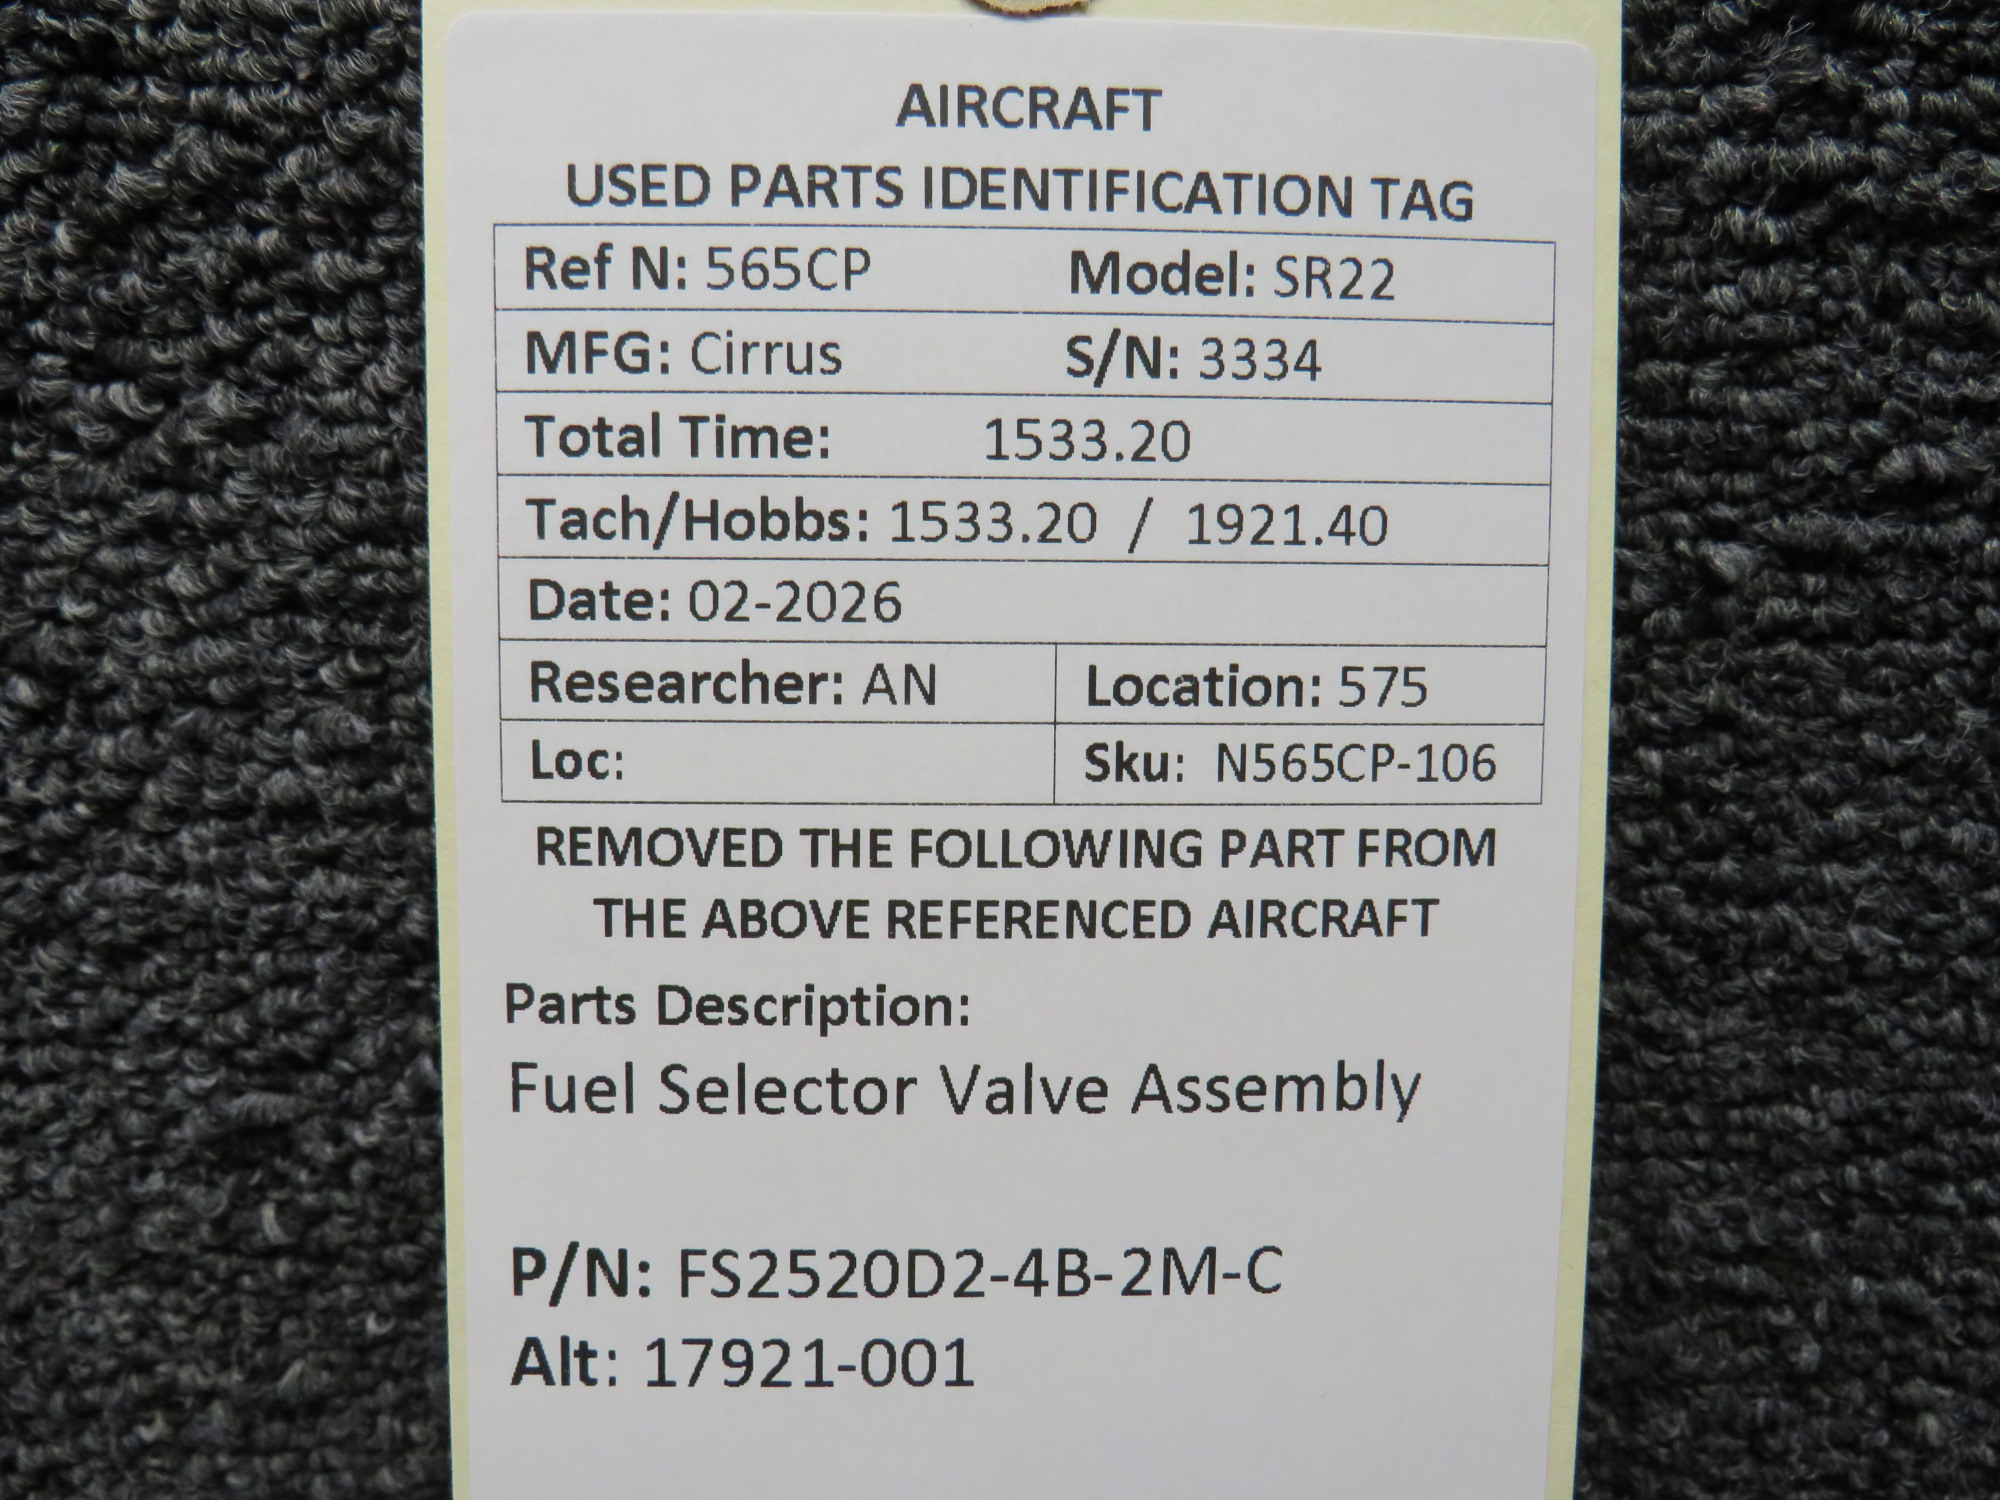 AIRCRAFT
USED PARTS IDENTIFICATION TAG
Ref N: 565CP Model: SR22
MFG: Cirrus S/N: 3334
Total Time: 1533.20
Tach/Hobbs: 1533.20 / 1921.40
Date: 02-2026
Researcher: AN Location: 575
Loc: Sku: N565CP-106
REMOVED THE FOLLOWING PART FROM
THE ABOVE REFERENCED AIRCRAFT
Parts Description:
Fuel Selector Valve Assembly
P/N: FS2520D2-4B-2M-C
Alt: 17921-001